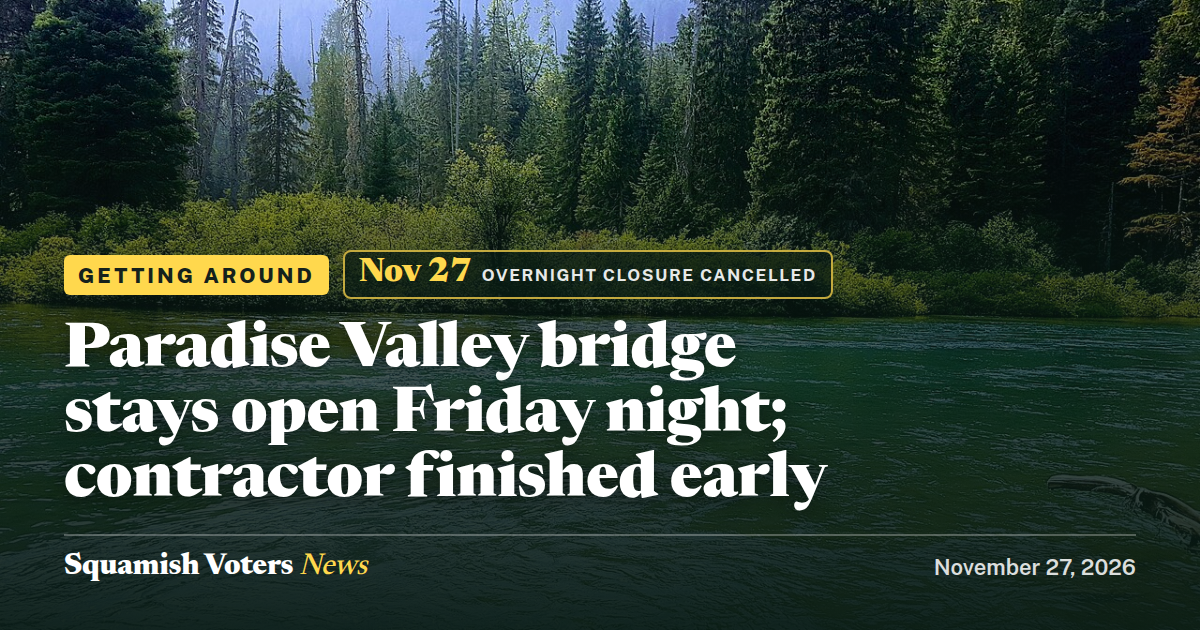 GETTING AROUND
Nov 27 OVERNIGHT CLOSURE CANCELLED
Paradise Valley bridge
stays open Friday night;
contractor finished early
Squamish Voters News
November 27, 2026